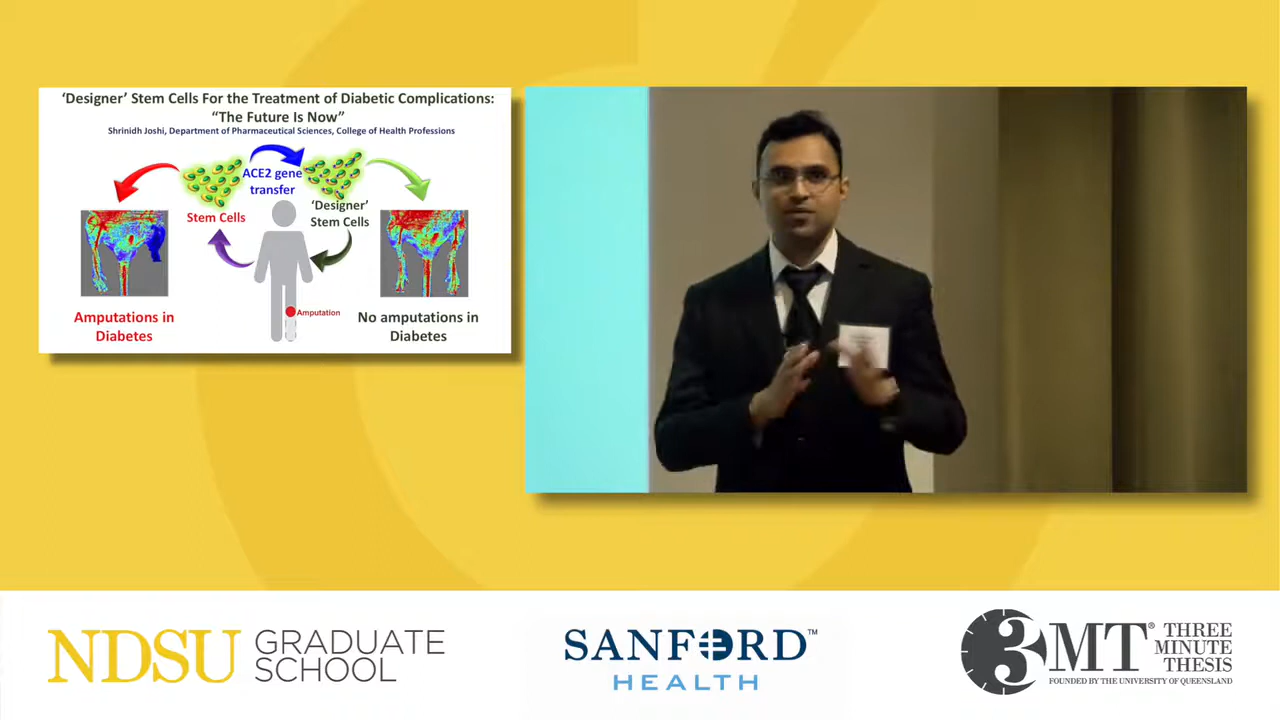 ‘Designer’ Stem Cells For the Treatment of Diabetic Complications:
“The Future Is Now”
Shrinidh Joshi, Department of Pharmaceutical Sciences, College of Health Professions
ACE2 gene
transfer
Stem Cells
‘Designer’
Stem Cells
Amputation
Amputations in
Diabetes
No amputations in
Diabetes
NDSU GRADUATE
SCHOOL
SANFORD™
HEALTH
3MT® THREE
MINUTE
THESIS
FOUNDED BY THE UNIVERSITY OF QUEENSLAND